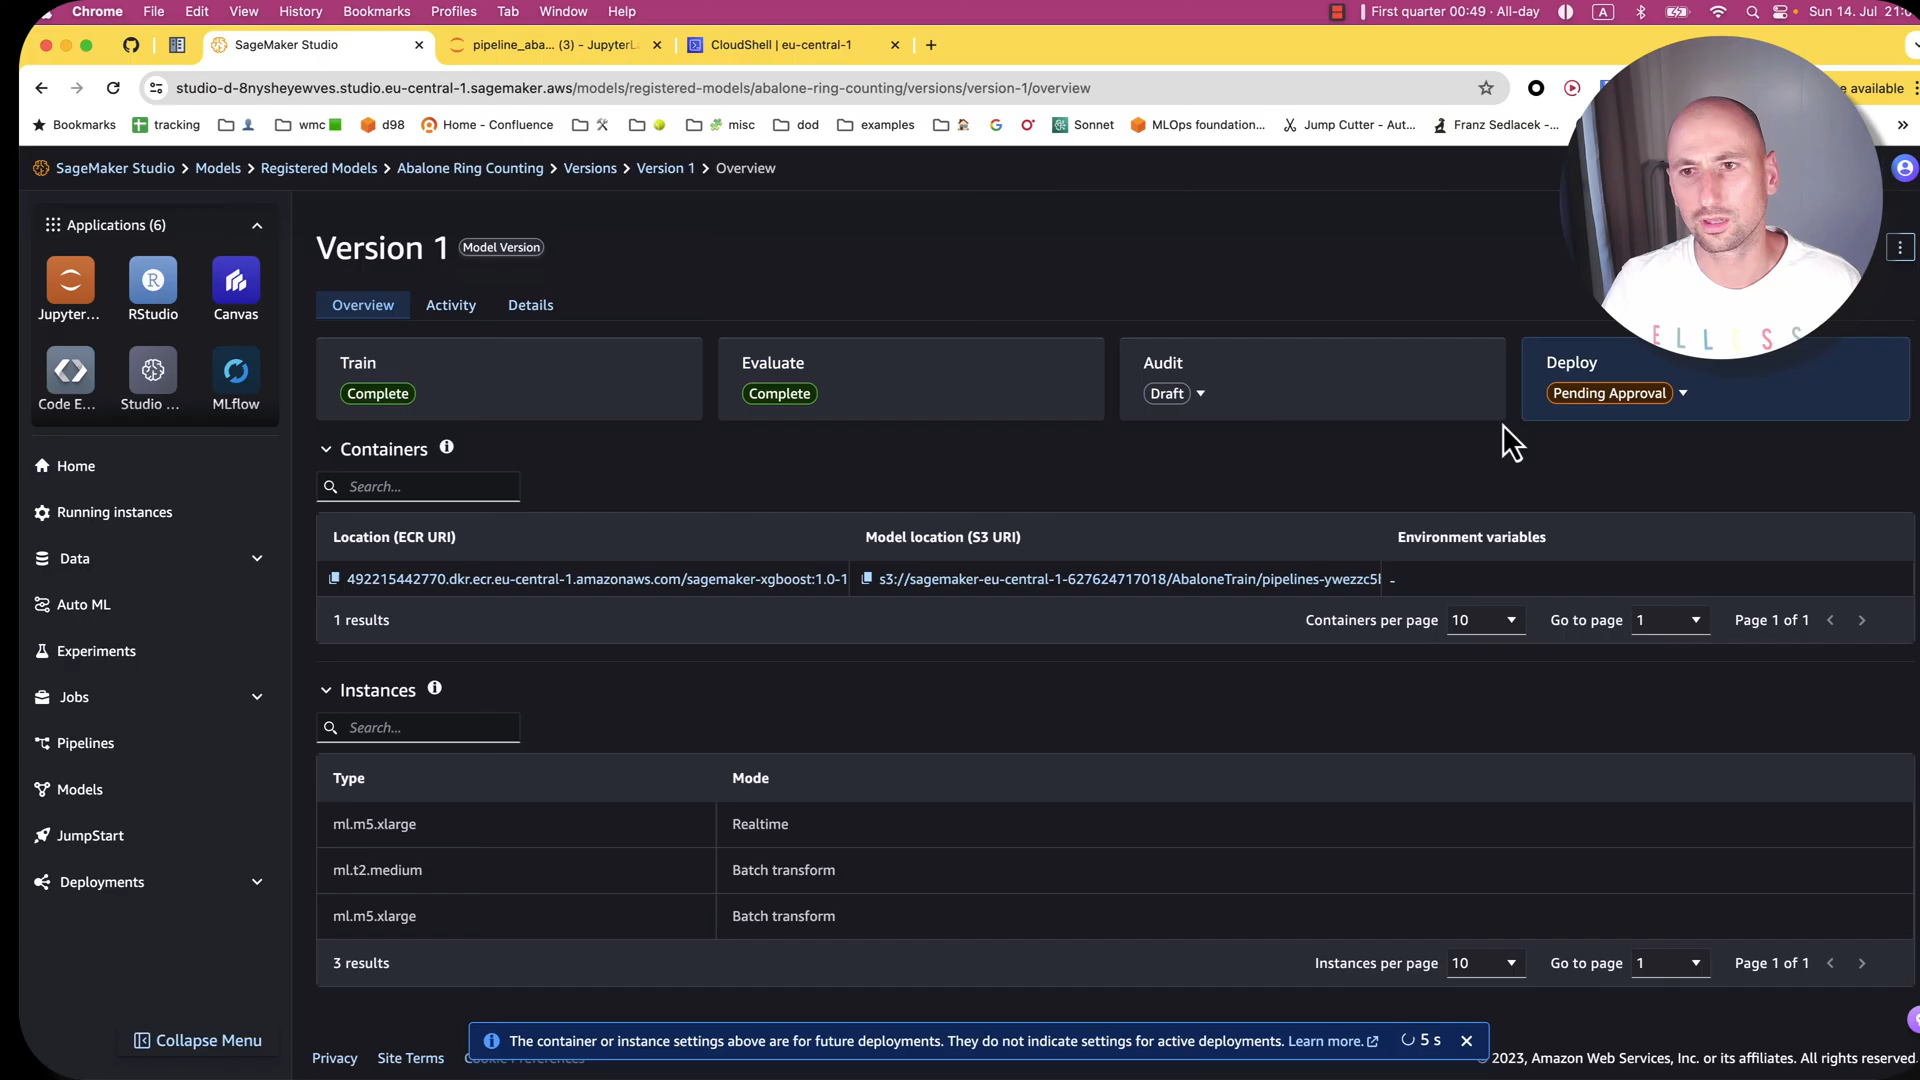 Chrome File Edit View History Bookmarks Profiles Tab Window Help First quarter 00:49 · All-day A Sun 14. Jul
SageMaker Studio pipeline_aba... (3) - JupyterL CloudShell | eu-central-1
studio-d-8nysheyewves.studio.eu-central-1.sagemaker.aws/models/registered-models/abalone-ring-counting/versions/version-1/overview available
Bookmarks tracking wmc d98 Home - Confluence misc dod examples Sonnet MLOps foundation... Jump Cutter - Aut... Franz Sedlacek -...
SageMaker Studio > Models > Registered Models > Abalone Ring Counting > Versions > Version 1 > Overview
Applications (6)
Jupyter... RStudio Canvas
Code E... Studio ... MLflow
Home
Running instances
Data
Auto ML
Experiments
Jobs
Pipelines
Models
JumpStart
Deployments
Collapse Menu
Version 1 Model Version
Overview Activity Details
Train Evaluate Audit Deploy
Complete Complete Draft Pending Approval
E L L E S S
Containers
Search...
Location (ECR URI) Model location (S3 URI) Environment variables
492215442770.dkr.ecr.eu-central-1.amazonaws.com/sagemaker-xgboost:1.0-1 s3://sagemaker-eu-central-1-627624717018/AbaloneTrain/pipelines-ywezzc5 -
1 results Containers per page 10 Go to page 1 Page 1 of 1
Instances
Search...
Type Mode
ml.m5.xlarge Realtime
ml.t2.medium Batch transform
ml.m5.xlarge Batch transform
3 results Instances per page 10 Go to page 1 Page 1 of 1
The container or instance settings above are for future deployments. They do not indicate settings for active deployments. Learn more. 5 s
Privacy Site Terms Cookie Preferences 2023, Amazon Web Services, Inc. or its affiliates. All rights reserved.